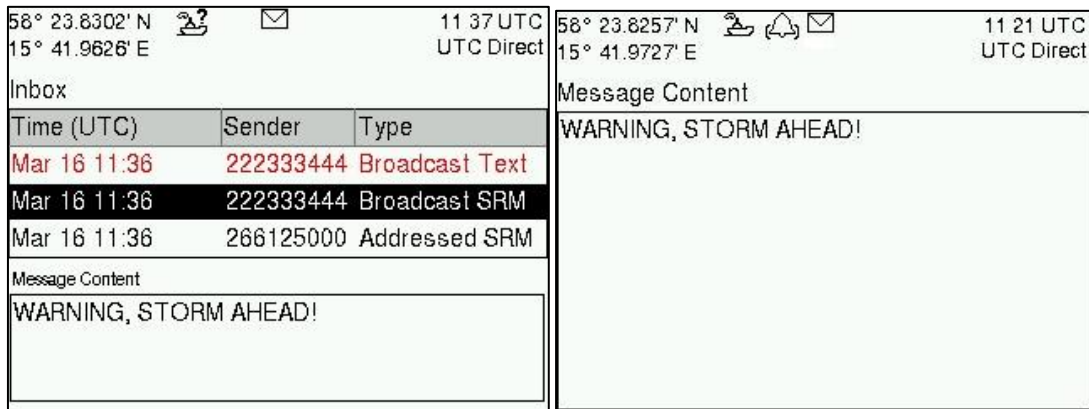 58° 23.8302' N 11 37 UTC
15° 41.9626' E UTC Direct
Inbox
Time (UTC) Sender Type
Mar 16 11:36 222333444 Broadcast Text
Mar 16 11:36 222333444 Broadcast SRM
Mar 16 11:36 266125000 Addressed SRM
Message Content
WARNING, STORM AHEAD!
58° 23.8257' N 11 21 UTC
15° 41.9727' E UTC Direct
Message Content
WARNING, STORM AHEAD!